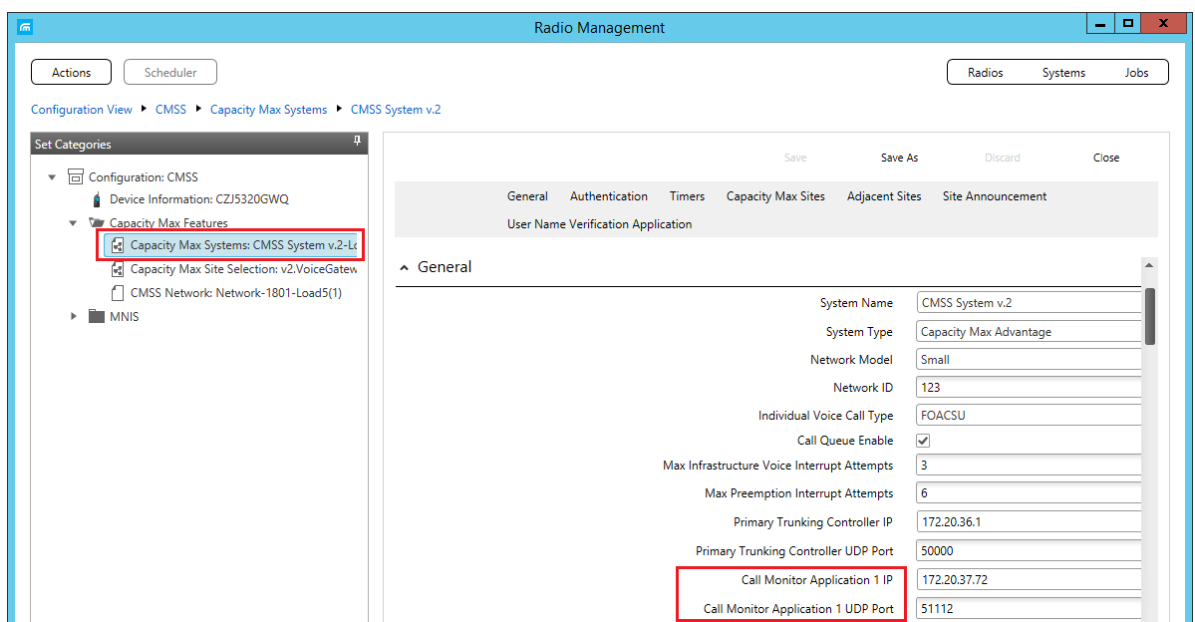 Radio Management
Actions Scheduler Radios Systems Jobs
Configuration View CMSS Capacity Max Systems CMSS System v.2
Set Categories
Configuration: CMSS
Device Information: CZJ5320GWQ
Capacity Max Features
Capacity Max Systems: CMSS System v.2-Lo
Capacity Max Site Selection: v2.VoiceGatew
CMSS Network: Network-1801-Load5(1)
MNIS
Save Save As Discard Close
General Authentication Timers Capacity Max Sites Adjacent Sites Site Announcement
User Name Verification Application
General
System Name CMSS System v.2
System Type Capacity Max Advantage
Network Model Small
Network ID 123
Individual Voice Call Type FOACSU
Call Queue Enable
Max Infrastructure Voice Interrupt Attempts 3
Max Preemption Interrupt Attempts 6
Primary Trunking Controller IP 172.20.36.1
Primary Trunking Controller UDP Port 50000
Call Monitor Application 1 IP 172.20.37.72
Call Monitor Application 1 UDP Port 51112